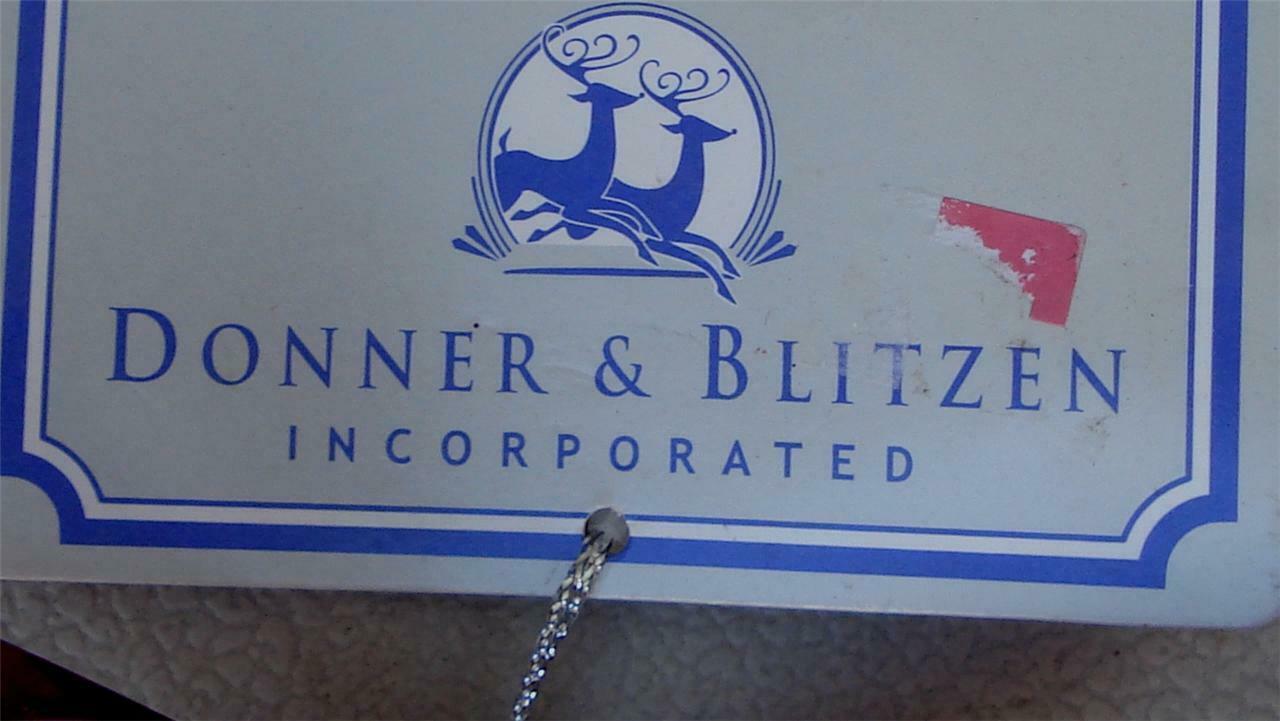 DONNER & BLITZEN
INCORPORATED